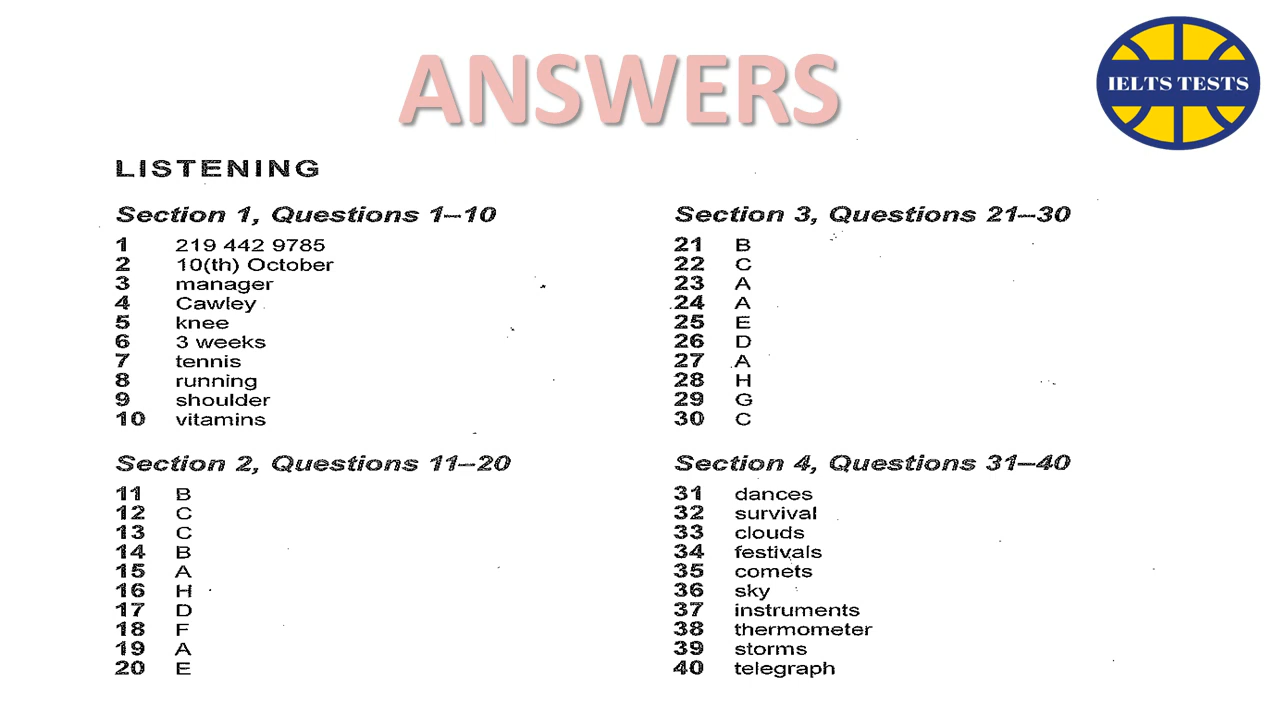 ANSWERS
IELTS TESTS
LISTENING
Section 1, Questions 1–10
1 219 442 9785
2 10(th) October
3 manager
4 Cawley
5 knee
6 3 weeks
7 tennis
8 running
9 shoulder
10 vitamins
Section 2, Questions 11–20
11 B
12 C
13 C
14 B
15 A
16 H
17 D
18 F
19 A
20 E
Section 3, Questions 21–30
21 B
22 C
23 A
24 A
25 E
26 D
27 A
28 H
29 G
30 C
Section 4, Questions 31–40
31 dances
32 survival
33 clouds
34 festivals
35 comets
36 sky
37 instruments
38 thermometer
39 storms
40 telegraph